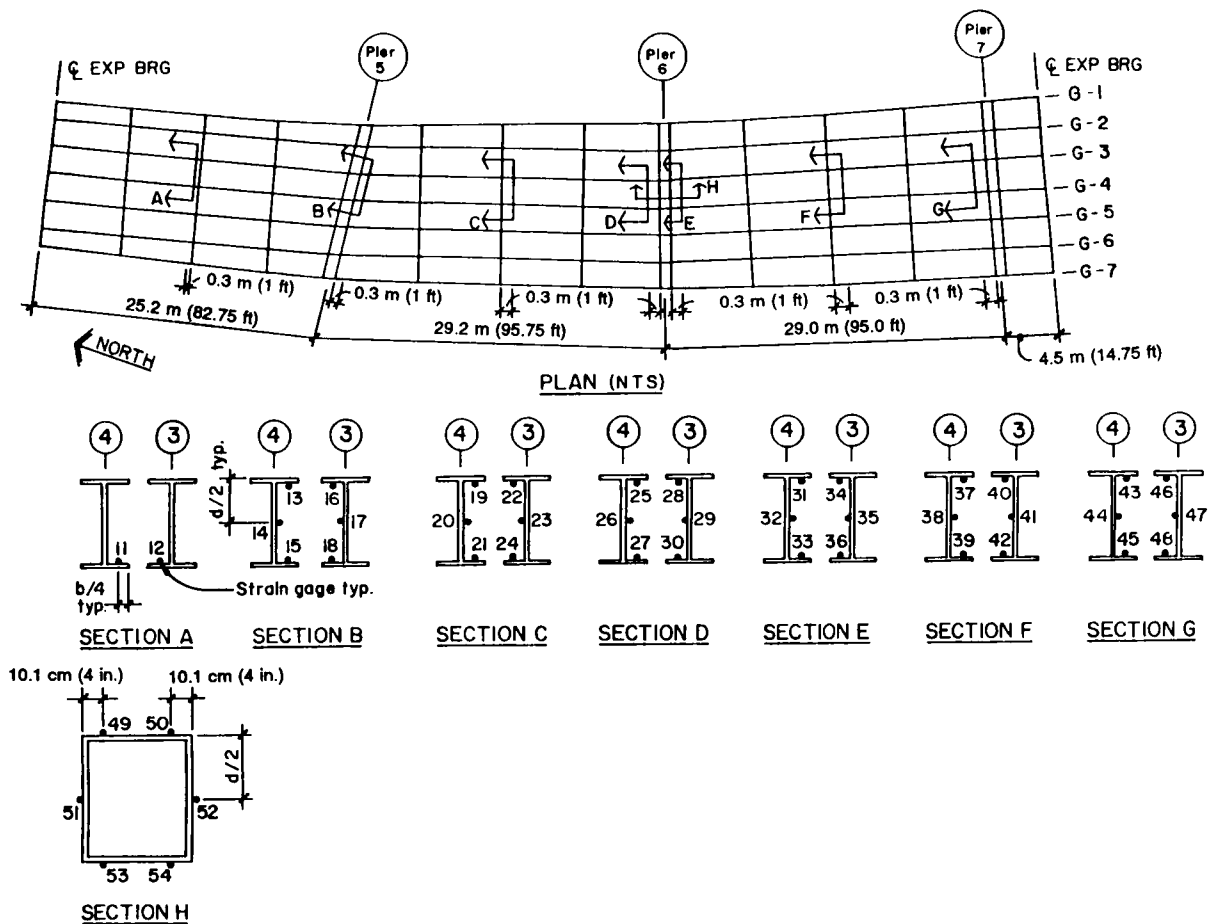 Pier
5
Pier
6
Pier
7
℄ EXP BRG
℄ EXP BRG
G-1
G-2
G-3
G-4
G-5
G-6
G-7
A
B
C
D
H
E
F
G
0.3 m (1 ft)
0.3 m (1 ft)
0.3 m (1 ft)
0.3 m (1 ft)
0.3 m (1 ft)
25.2 m (82.75 ft)
29.2 m (95.75 ft)
29.0 m (95.0 ft)
4.5 m (14.75 ft)
NORTH
PLAN (NTS)
4 3
4 3
4 3
4 3
4 3
4 3
4 3
d/2 typ.
11 12
b/4
typ.
Strain gage typ.
13 16
14 17
15 18
19 22
20 23
21 24
25 28
26 29
27 30
31 34
32 35
33 36
37 40
38 41
39 42
43 46
44 47
45 48
SECTION A
SECTION B
SECTION C
SECTION D
SECTION E
SECTION F
SECTION G
10.1 cm (4 in.) 10.1 cm (4 in.)
49 50
d/2
51 52
53 54
SECTION H